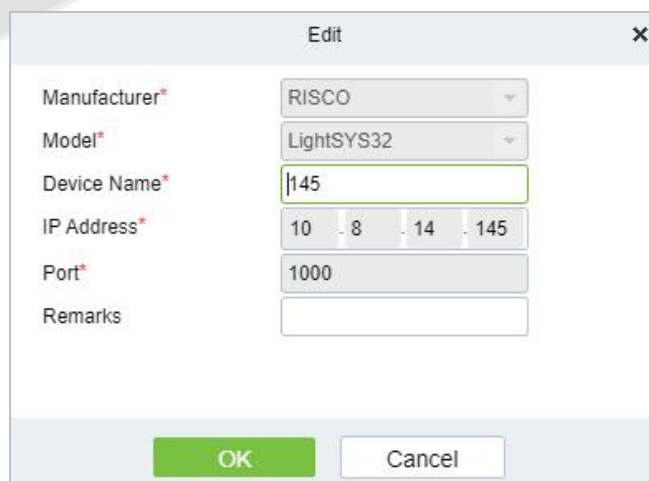 Edit
Manufacturer* RISCO
Model* LightSYS32
Device Name* 145
IP Address* 10 . 8 . 14 . 145
Port* 1000
Remarks
OK Cancel